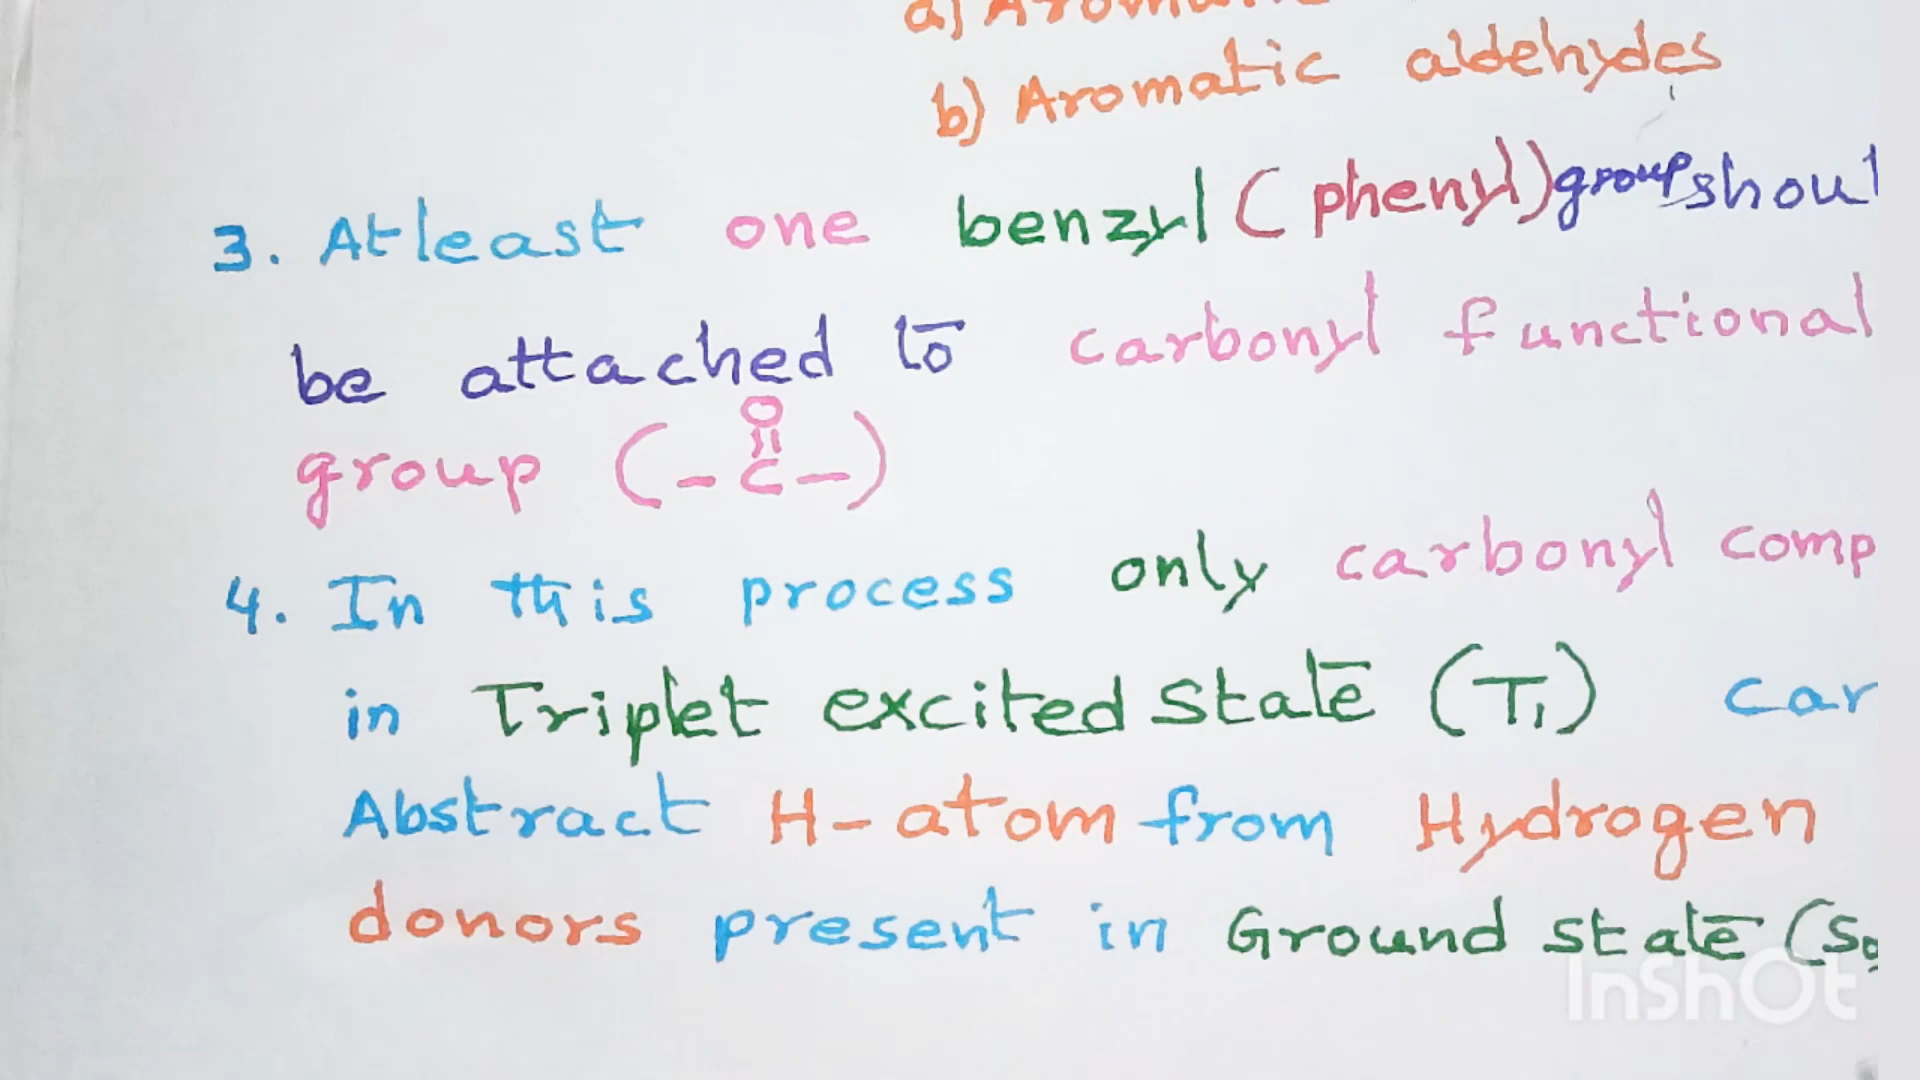 a) Aromatic
b) Aromatic aldehydes
3. Atleast one benzyl (phenyl) group shoul
be attached to carbonyl functional
group (-C-)
O
4. In this process only carbonyl comp
in Triplet excited state (T1) car
Abstract H-atom from Hydrogen
donors present in Ground state (S0)
InShOt